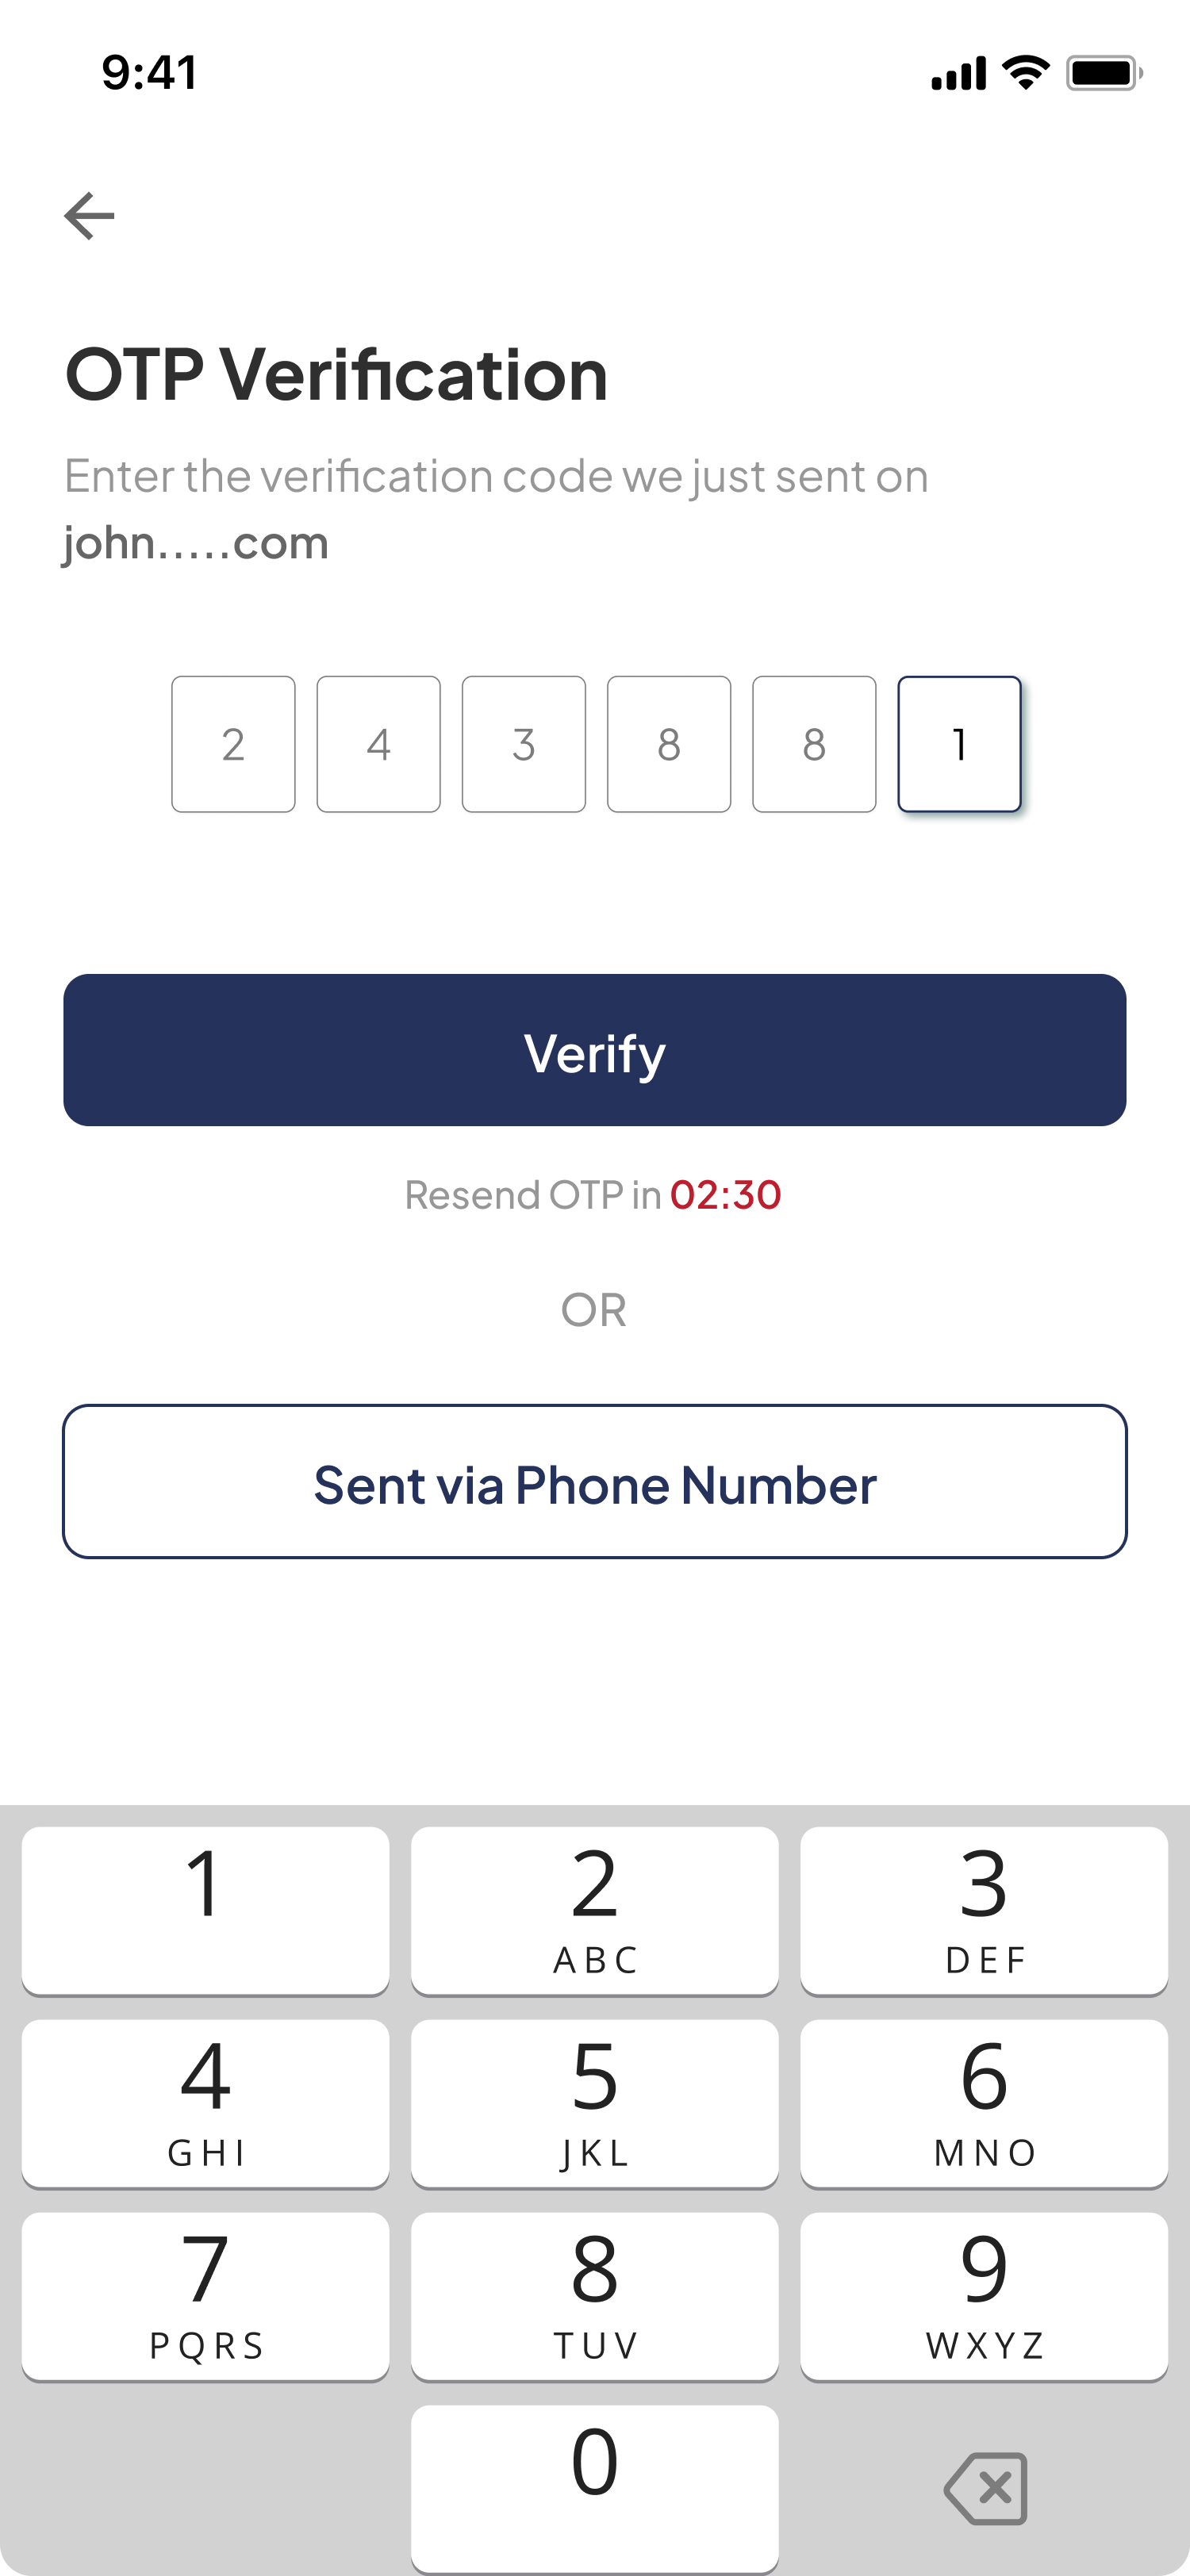 9:41
OTP Verification
Enter the verification code we just sent on
john.....com
2 4 3 8 8 1
Verify
Resend OTP in 02:30
OR
Sent via Phone Number
1 2 3
ABC DEF
4 5 6
GHI JKL MNO
7 8 9
PQRS TUV WXYZ
0